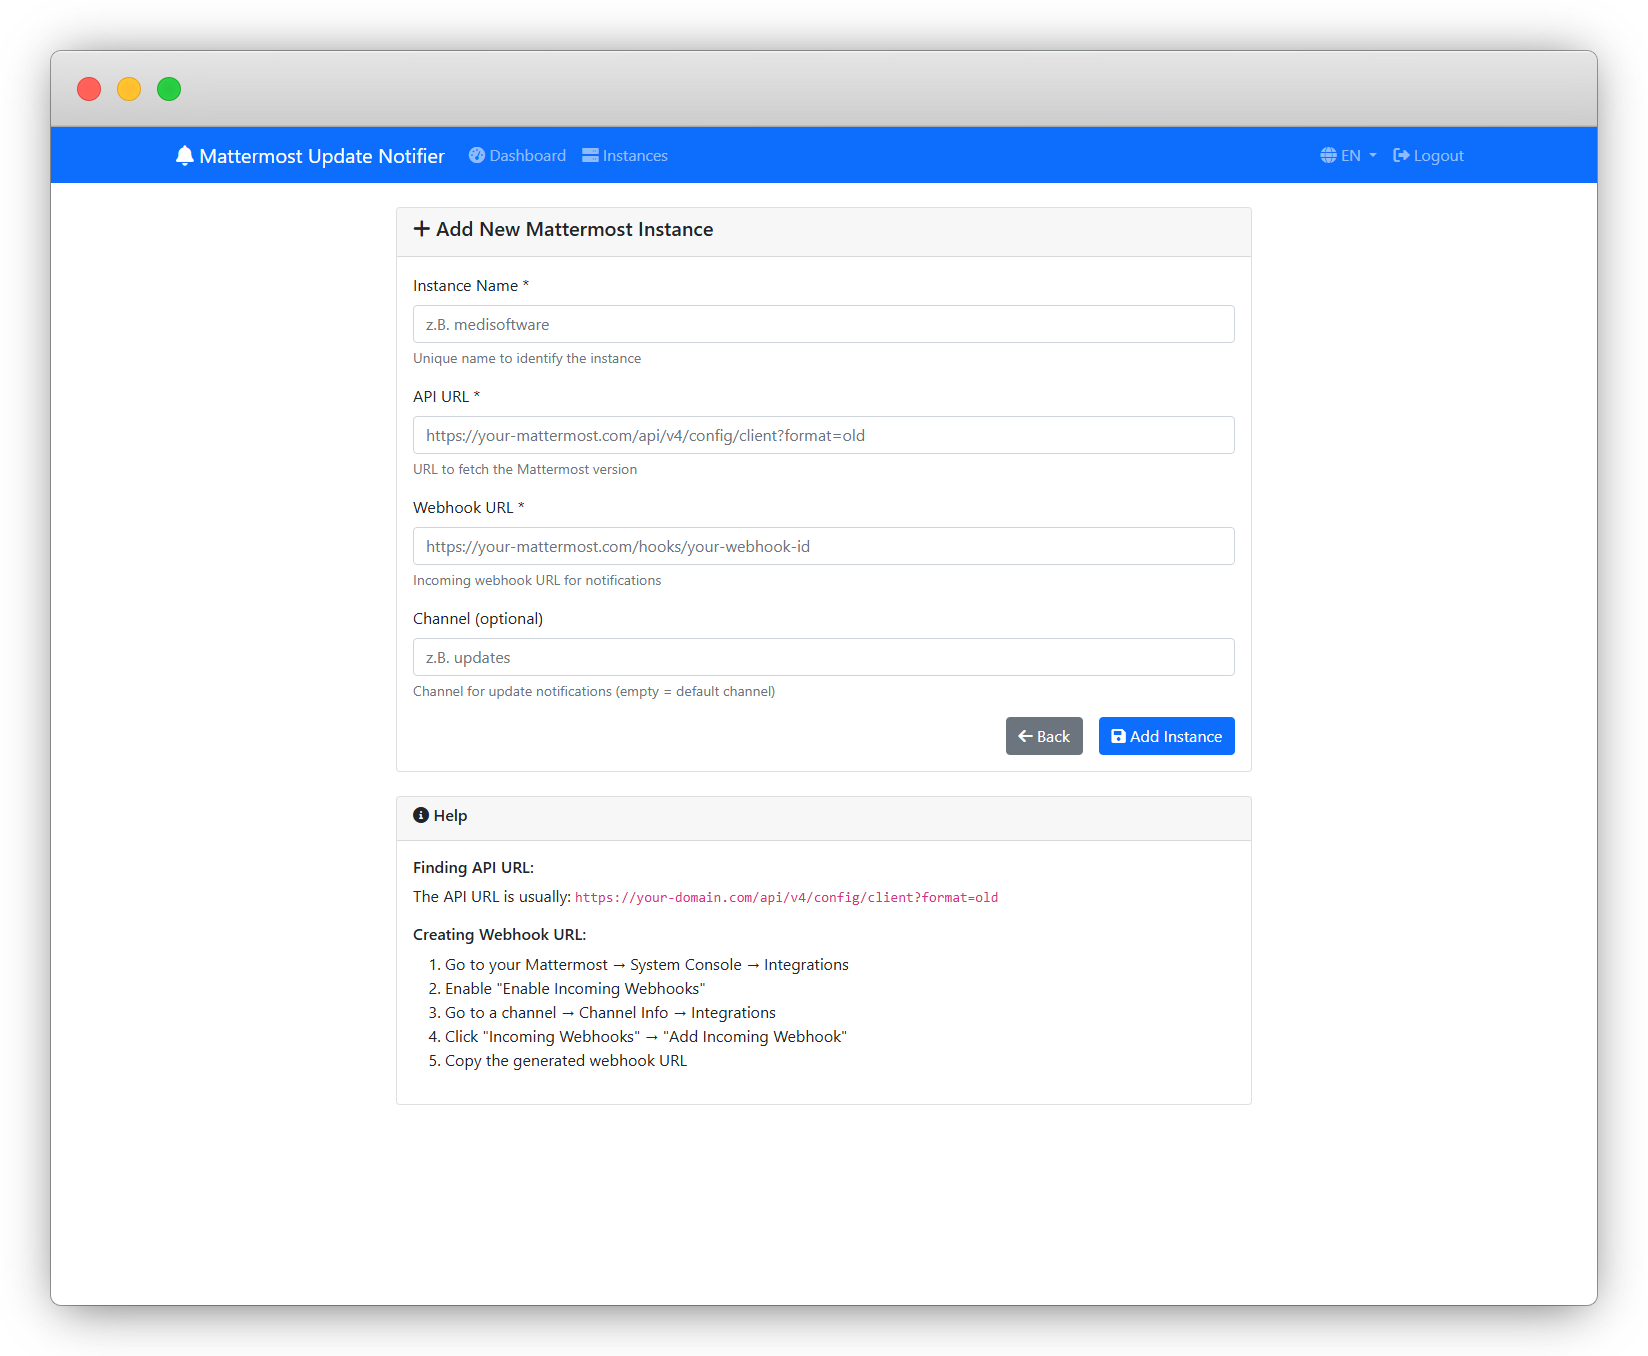 Mattermost Update Notifier Dashboard Instances EN Logout
Add New Mattermost Instance
Instance Name *
z.B. medisoftware
Unique name to identify the instance
API URL *
https://your-mattermost.com/api/v4/config/client?format=old
URL to fetch the Mattermost version
Webhook URL *
https://your-mattermost.com/hooks/your-webhook-id
Incoming webhook URL for notifications
Channel (optional)
z.B. updates
Channel for update notifications (empty = default channel)
Back Add Instance
Help
Finding API URL:
The API URL is usually: https://your-domain.com/api/v4/config/client?format=old
Creating Webhook URL:
1. Go to your Mattermost → System Console → Integrations
2. Enable "Enable Incoming Webhooks"
3. Go to a channel → Channel Info → Integrations
4. Click "Incoming Webhooks" → "Add Incoming Webhook"
5. Copy the generated webhook URL